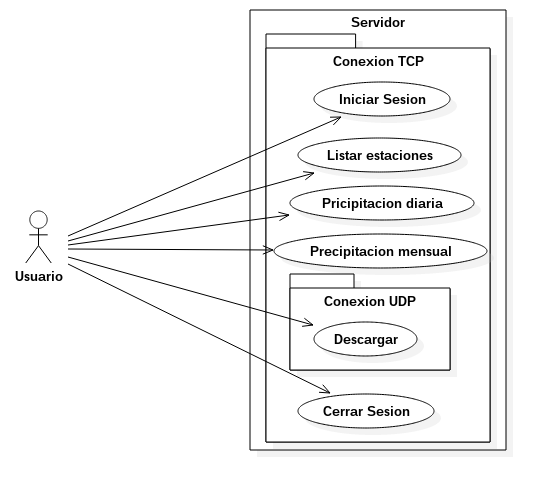 Servidor
Conexion TCP
Iniciar Sesion
Listar estaciones
Pricipitacion diaria
Precipitacion mensual
Usuario
Conexion UDP
Descargar
Cerrar Sesion